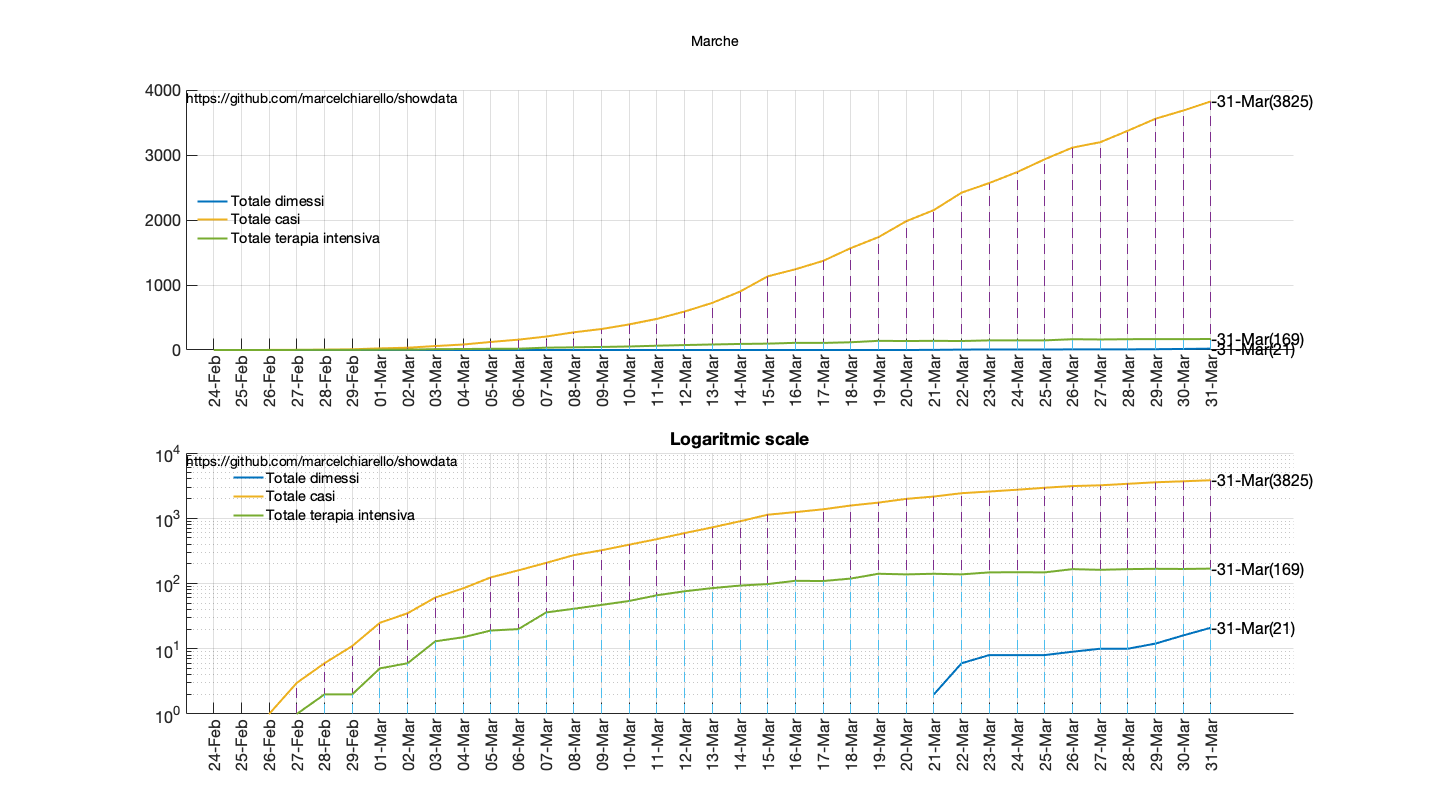 Marche
4000
https://github.com/marcelchiarello/showdata
-31-Mar(3825)
3000
Totale dimessi
2000
Totale casi
Totale terapia intensiva
1000
-31-Mar(169)
0
-31-Mar(21)
24-Feb
25-Feb
26-Feb
27-Feb
28-Feb
29-Feb
01-Mar
02-Mar
03-Mar
04-Mar
05-Mar
06-Mar
07-Mar
08-Mar
09-Mar
10-Mar
11-Mar
12-Mar
13-Mar
14-Mar
15-Mar
16-Mar
17-Mar
18-Mar
19-Mar
20-Mar
21-Mar
22-Mar
23-Mar
24-Mar
25-Mar
26-Mar
27-Mar
28-Mar
29-Mar
30-Mar
31-Mar
Logaritmic scale
10^4
https://github.com/marcelchiarello/showdata
Totale dimessi
-31-Mar(3825)
Totale casi
Totale terapia intensiva
10^3
-31-Mar(169)
10^2
-31-Mar(21)
10^1
10^0
24-Feb
25-Feb
26-Feb
27-Feb
28-Feb
29-Feb
01-Mar
02-Mar
03-Mar
04-Mar
05-Mar
06-Mar
07-Mar
08-Mar
09-Mar
10-Mar
11-Mar
12-Mar
13-Mar
14-Mar
15-Mar
16-Mar
17-Mar
18-Mar
19-Mar
20-Mar
21-Mar
22-Mar
23-Mar
24-Mar
25-Mar
26-Mar
27-Mar
28-Mar
29-Mar
30-Mar
31-Mar